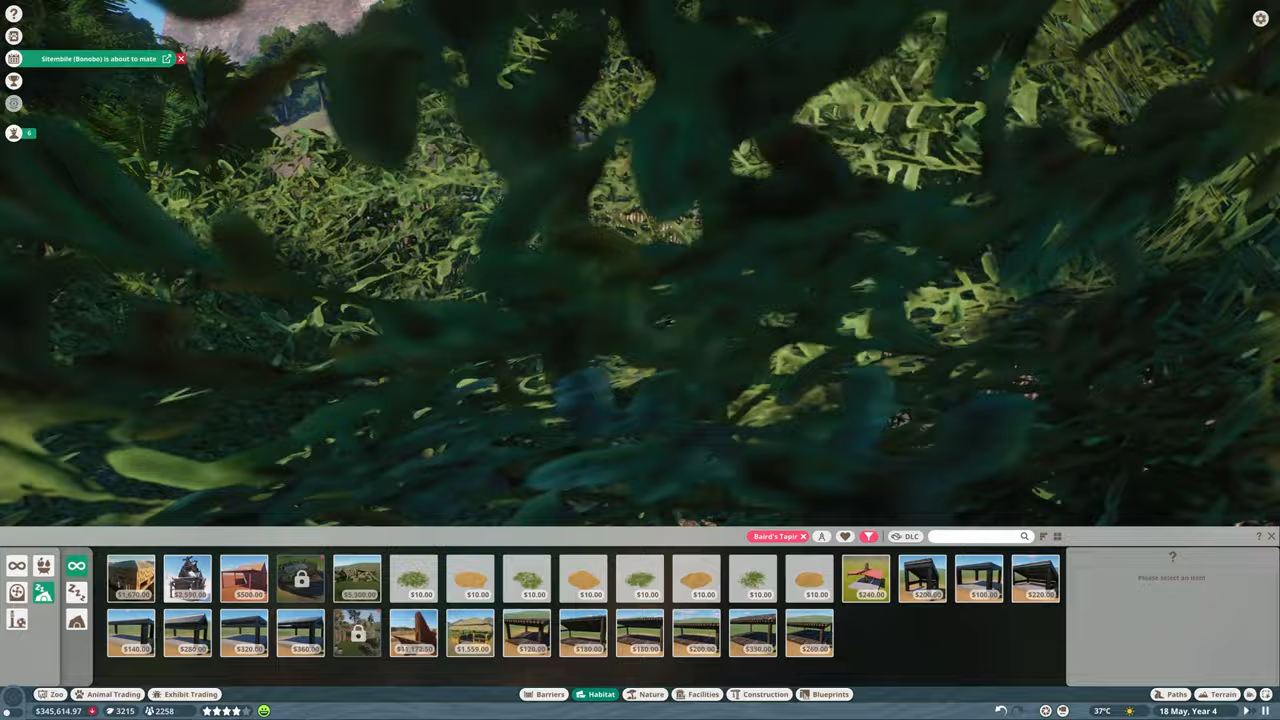 ?
Sitembile (Bonobo) is about to mate
6
Baird's Tapir
DLC
?
$1,670.00 $2,590.00 $500.00 $5,300.00 $10.00 $10.00 $10.00 $10.00 $10.00 $10.00 $10.00 $10.00 $240.00 $200.00 $100.00 $220.00
?
Please select an item
$140.00 $280.00 $320.00 $360.00 $11,172.50 $1,559.00 $120.00 $180.00 $180.00 $200.00 $330.00 $260.00
Zoo Animal Trading Exhibit Trading Barriers Habitat Nature Facilities Construction Blueprints Paths Terrain
$345,614.97 3215 2258 37°C 18 May, Year 4